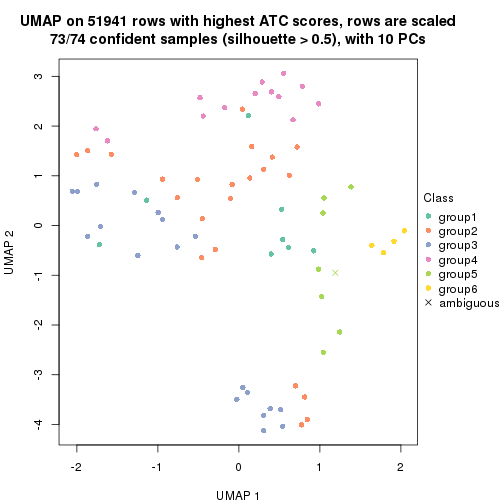 UMAP on 51941 rows with highest ATC scores, rows are scaled
73/74 confident samples (silhouette > 0.5), with 10 PCs
3
2
1
0
-1
-2
-3
-4
UMAP 2
-2
-1
0
1
2
UMAP 1
Class
group1
group2
group3
group4
group5
group6
ambiguous